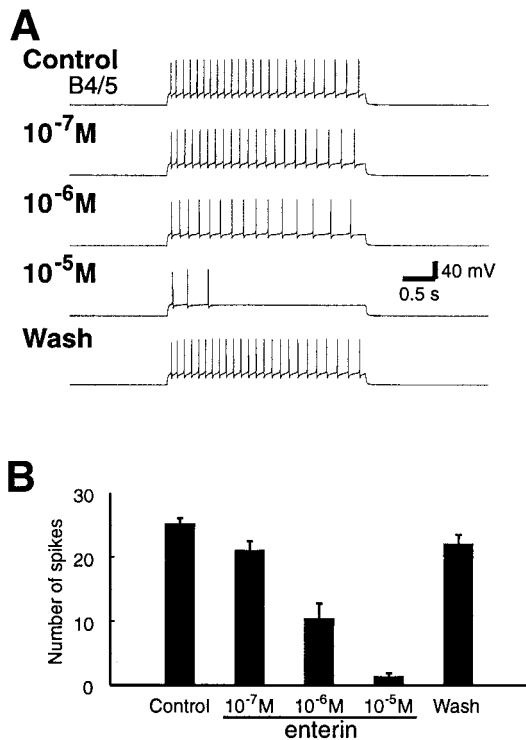 A
Control
B4/5
10⁻⁷M
10⁻⁶M
10⁻⁵M
40 mV
0.5 s
Wash
B
Number of spikes
30
20
10
0
Control 10⁻⁷M 10⁻⁶M 10⁻⁵M Wash
enterin